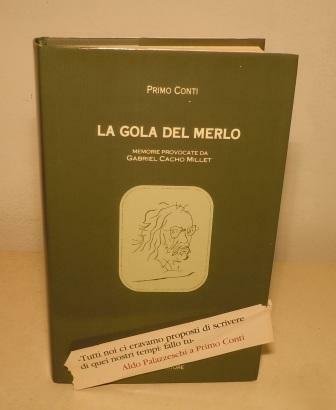 PRIMO CONTI
LA GOLA DEL MERLO
MEMORIE PROVOCATE DA
GABRIEL CACHO MILLET
-Tutti noi ci eravamo proposti di scrivere
di quei nostri tempi: fallo tu-
Aldo Palazzeschi a Primo Conti